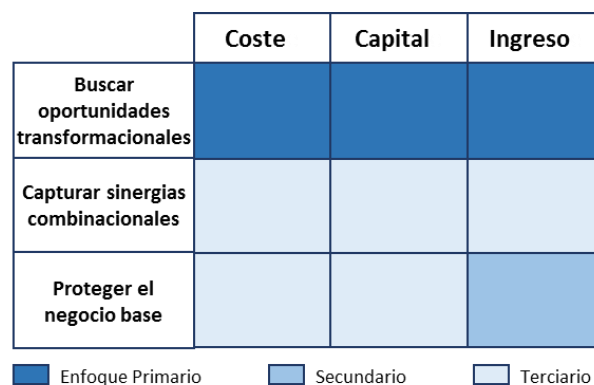 Coste Capital Ingreso
Buscar
oportunidades
transformacionales
Capturar sinergias
combinacionales
Proteger el
negocio base
Enfoque Primario Secundario Terciario